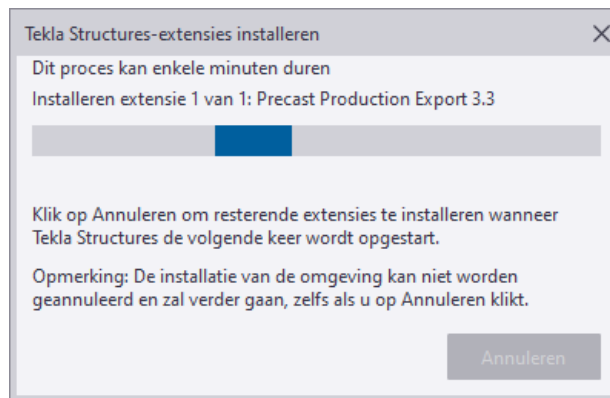 Tekla Structures-extensies installeren
Dit proces kan enkele minuten duren
Installeren extensie 1 van 1: Precast Production Export 3.3
Klik op Annuleren om resterende extensies te installeren wanneer
Tekla Structures de volgende keer wordt opgestart.
Opmerking: De installatie van de omgeving kan niet worden
geannuleerd en zal verder gaan, zelfs als u op Annuleren klikt.
Annuleren